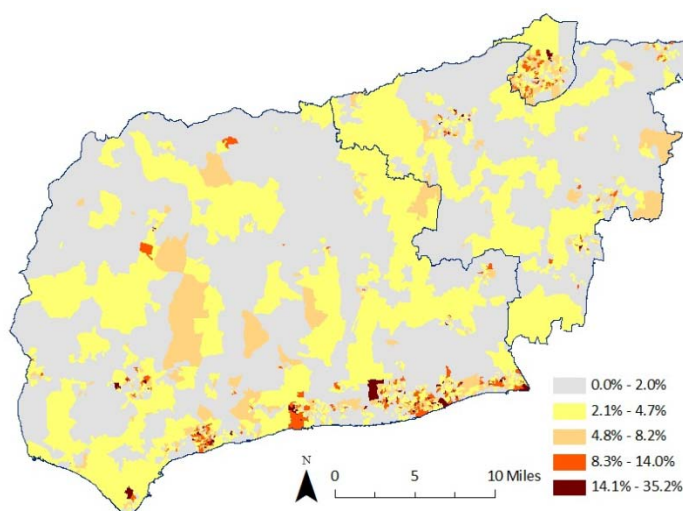 0.0% - 2.0%
2.1% - 4.7%
4.8% - 8.2%
8.3% - 14.0%
14.1% - 35.2%
N
0 5 10 Miles